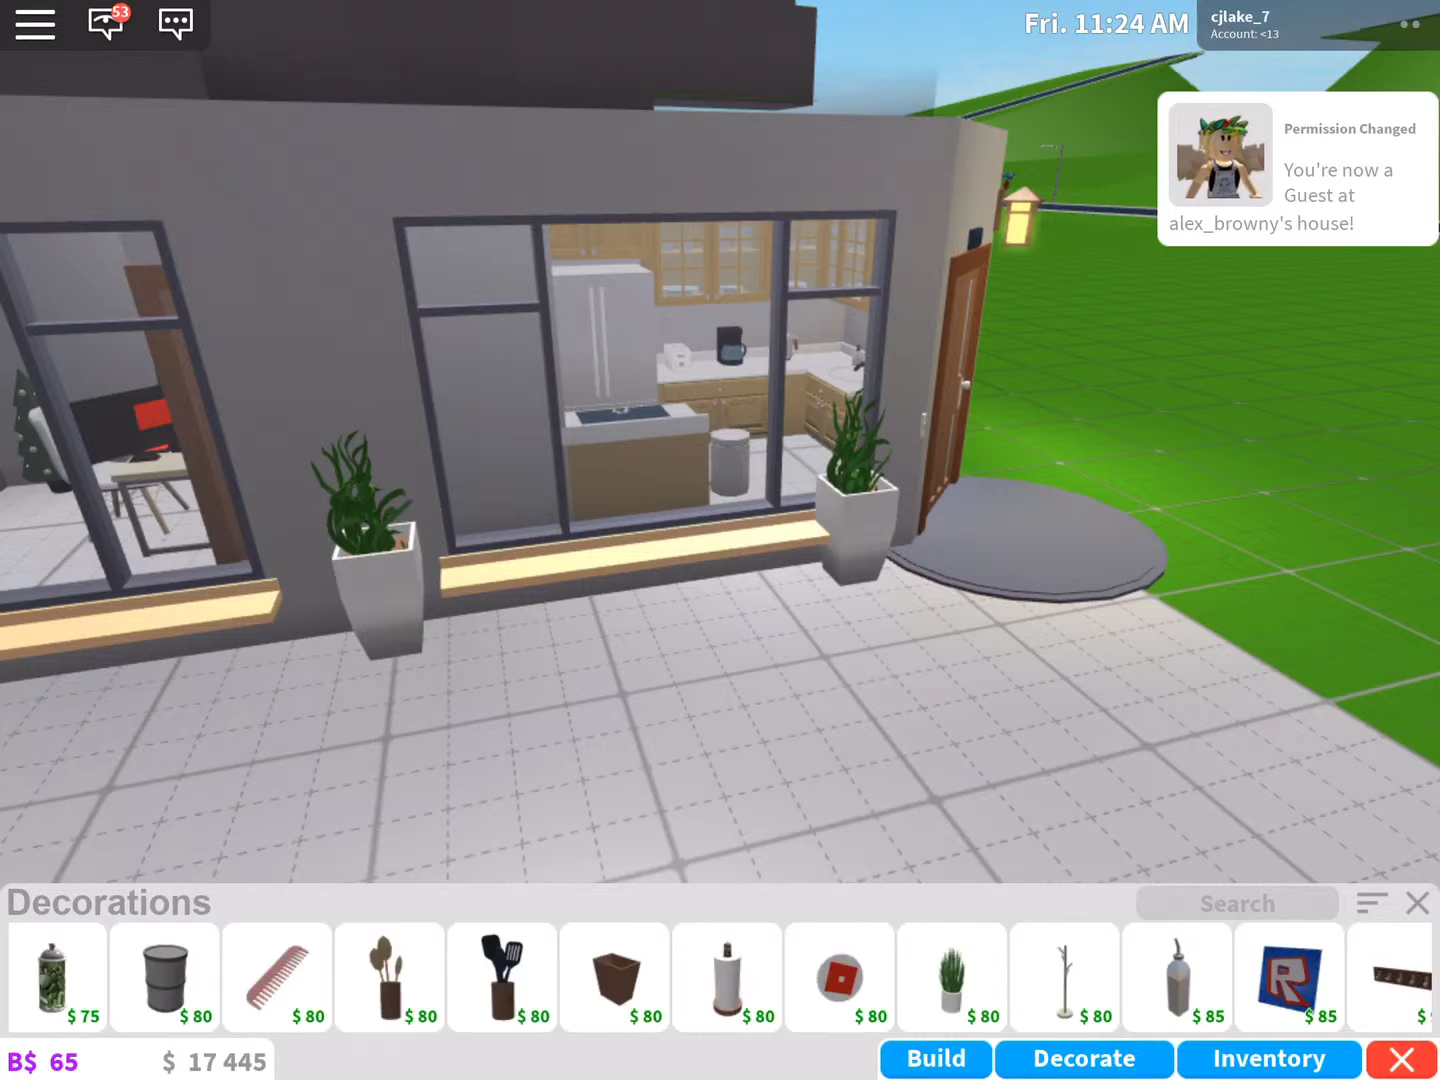 53
Fri. 11:24 AM
cjlake_7
Account: <13
Permission Changed
You're now a
Guest at
alex_browny's house!
Decorations
Search
$ 75
$ 80
$ 80
$ 80
$ 80
$ 80
$ 80
$ 80
$ 80
$ 80
$ 85
$ 85
B$ 65
$ 17 445
Build
Decorate
Inventory